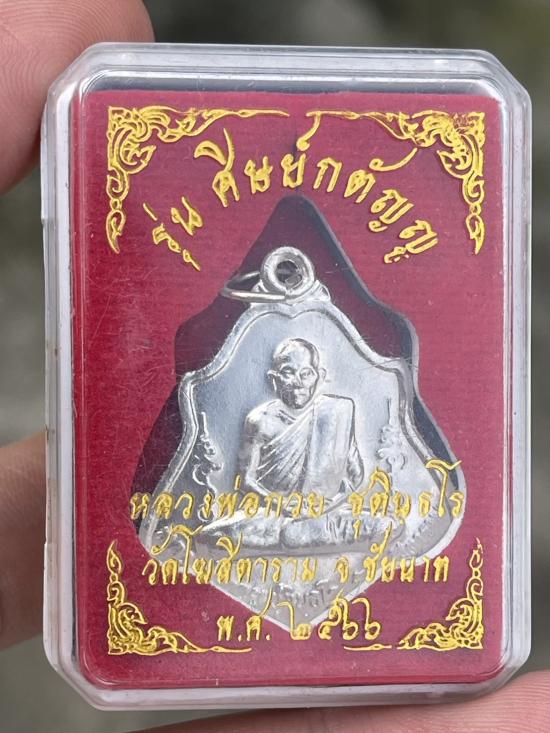 รุ่น ศิษย์กตัญญู
หลวงพ่อกวย ชุตินฺธโร
วัดโฆสิตาราม จ.ชัยนาท
พ.ศ. ๒๕๖๖